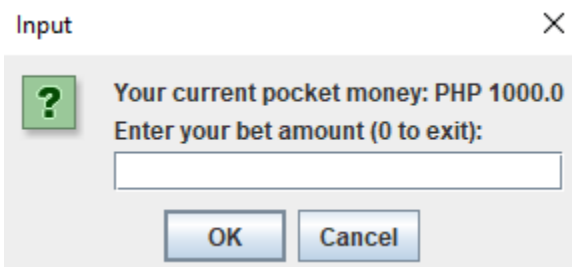 Input
Your current pocket money: PHP 1000.0
Enter your bet amount (0 to exit):
OK
Cancel